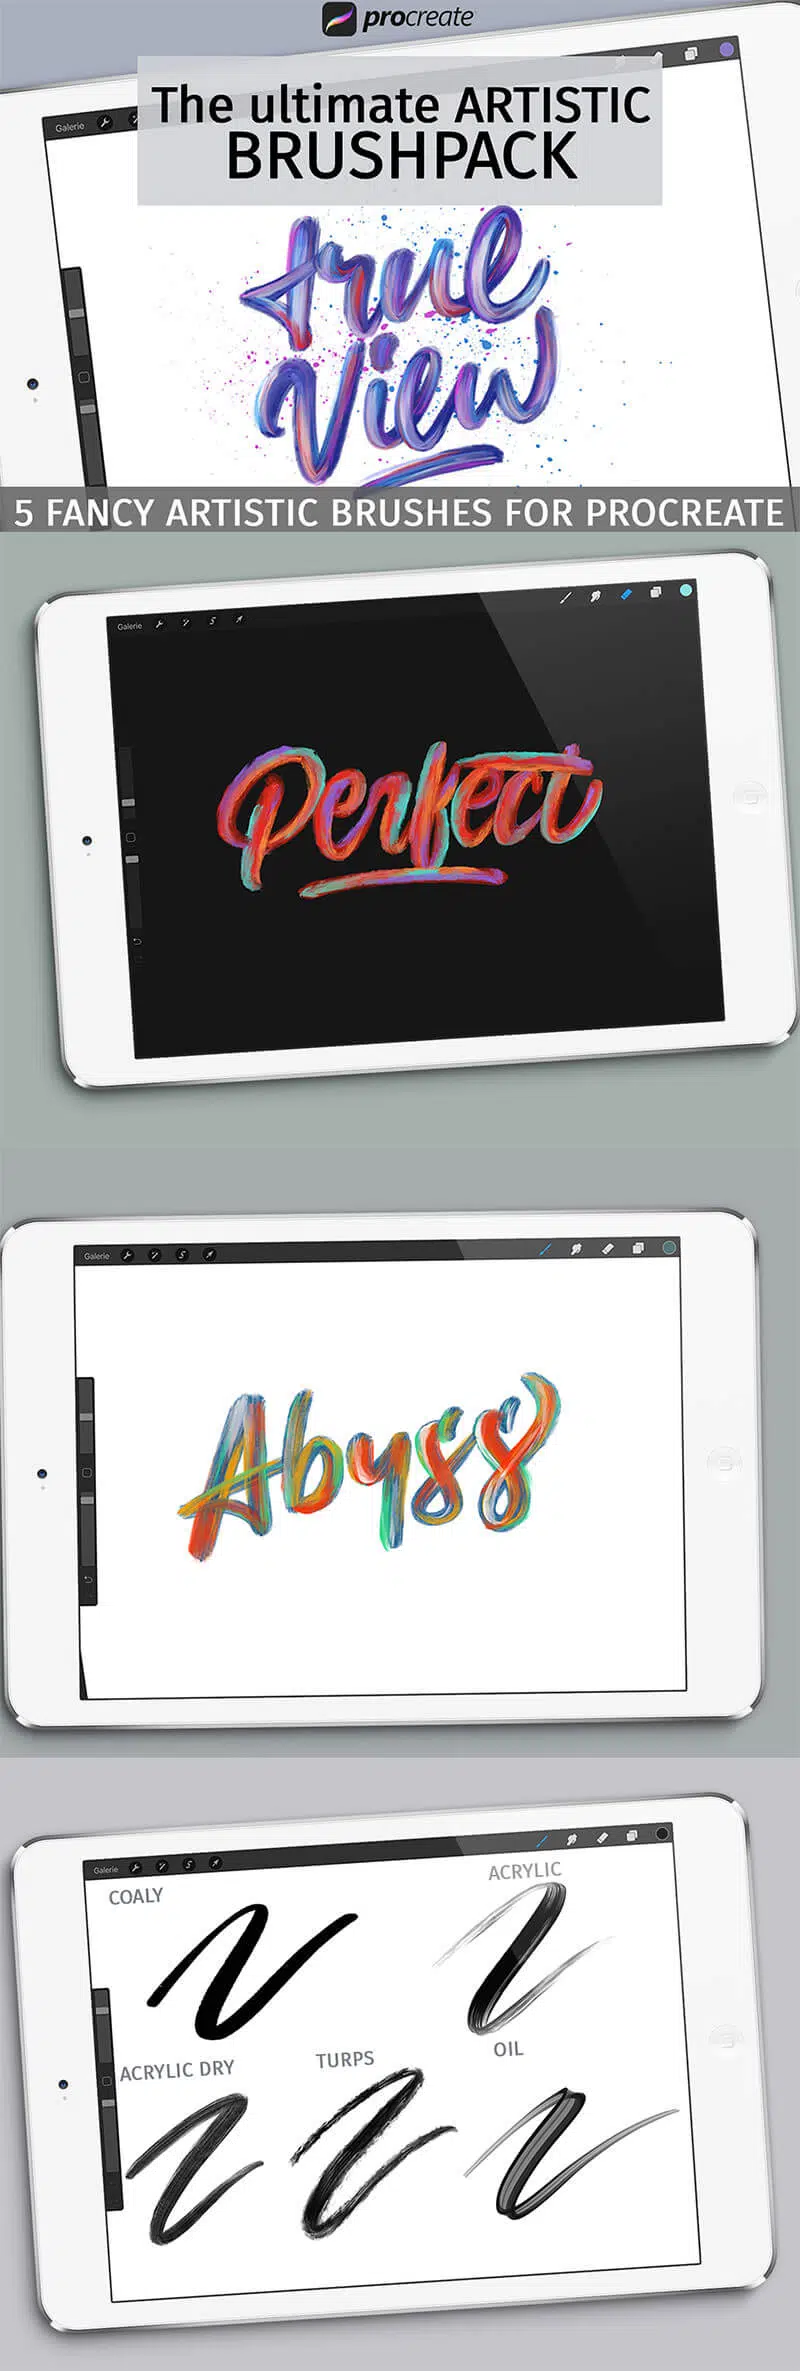 procreate
The ultimate ARTISTIC
BRUSHPACK
Galerie
true
View
5 FANCY ARTISTIC BRUSHES FOR PROCREATE
Galerie
Perfect
Galerie
Abyss
Galerie
COALY
ACRYLIC
ACRYLIC DRY
TURPS
OIL